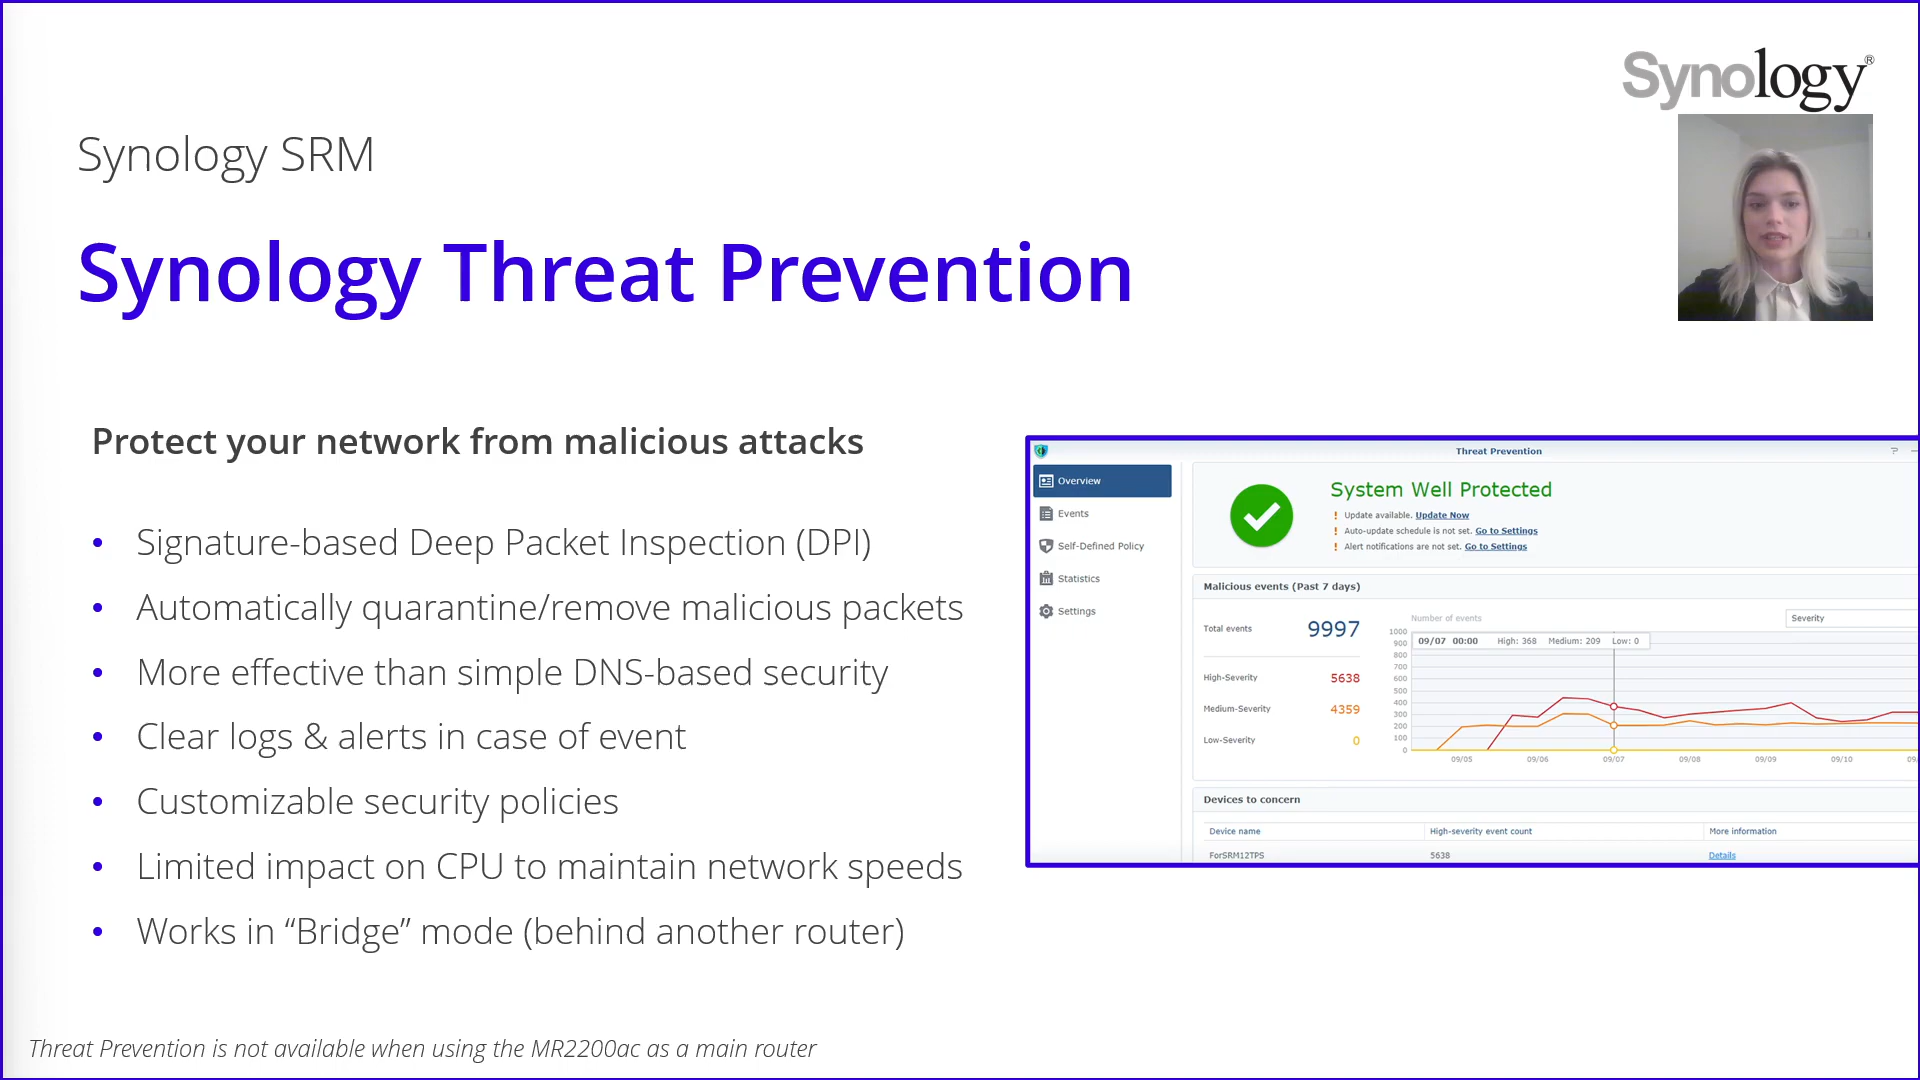 Synology®
Synology SRM
Synology Threat Prevention
Protect your network from malicious attacks
• Signature-based Deep Packet Inspection (DPI)
• Automatically quarantine/remove malicious packets
• More effective than simple DNS-based security
• Clear logs & alerts in case of event
• Customizable security policies
• Limited impact on CPU to maintain network speeds
• Works in “Bridge” mode (behind another router)
Threat Prevention
?
Overview
Events
Self-Defined Policy
Statistics
Settings
System Well Protected
! Update available. Update Now
! Auto-update schedule is not set. Go to Settings
! Alert notifications are not set. Go to Settings
Malicious events (Past 7 days)
Total events 9997
High-Severity 5638
Medium-Severity 4359
Low-Severity 0
Number of events
Severity
09/07 00:00 High: 368 Medium: 209 Low: 0
1000
900
800
700
600
500
400
300
200
100
0
09/05 09/06 09/07 09/08 09/09 09/10 09/
Devices to concern
Device name High-severity event count More information
ForSRM12TPS 5638 Details
Threat Prevention is not available when using the MR2200ac as a main router